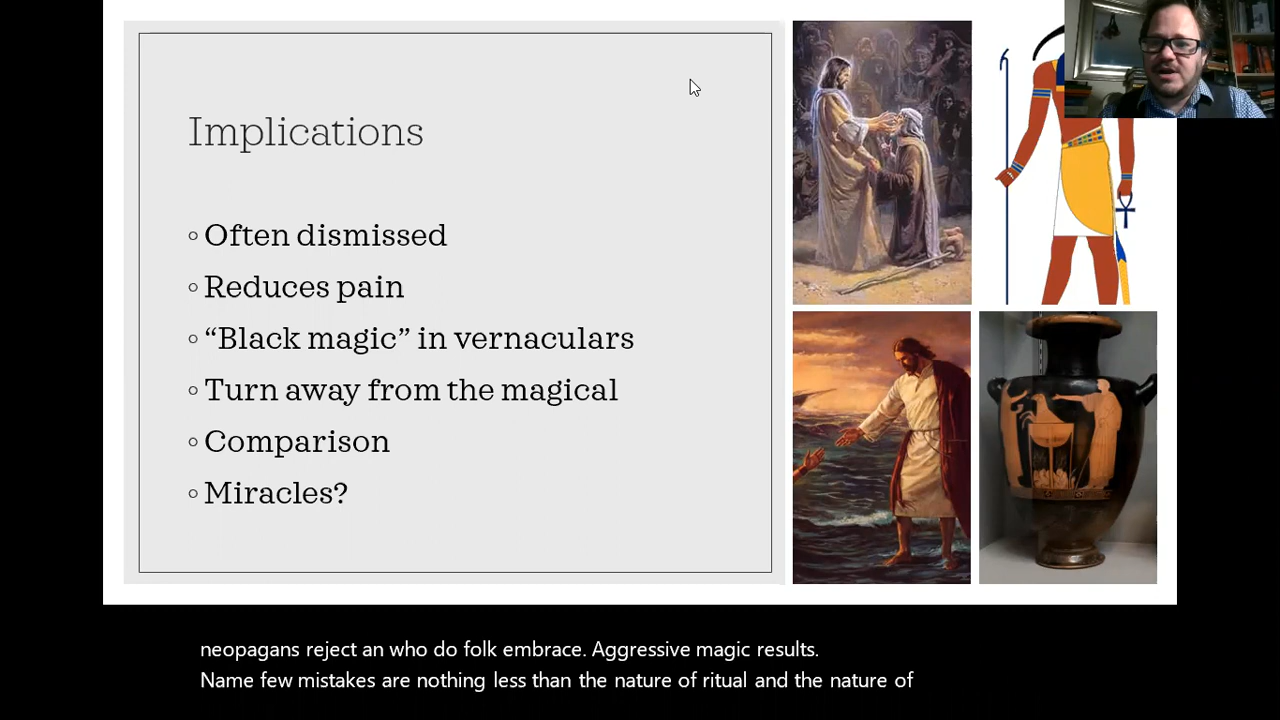 Implications
◦ Often dismissed
◦ Reduces pain
◦ “Black magic” in vernaculars
◦ Turn away from the magical
◦ Comparison
◦ Miracles?
neopagans reject an who do folk embrace. Aggressive magic results.
Name few mistakes are nothing less than the nature of ritual and the nature of